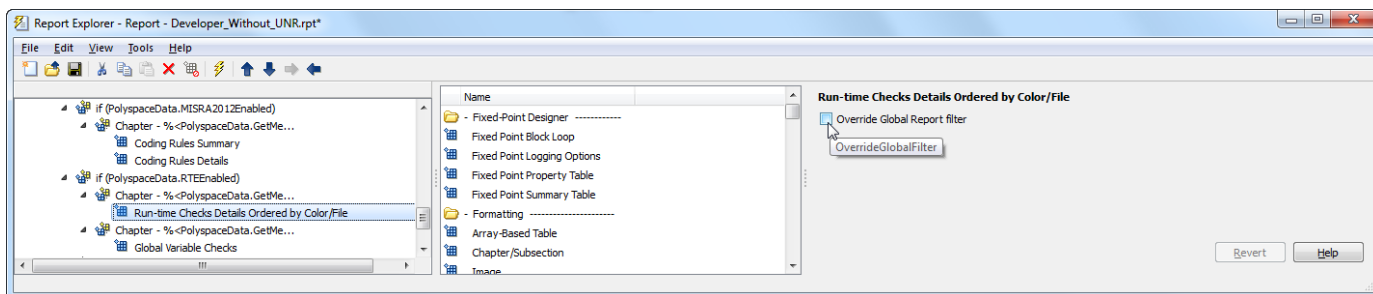 Report Explorer - Report - Developer_Without_UNR.rpt*
File Edit View Tools Help
if (PolyspaceData.MISRA2012Enabled)
Chapter - %<PolyspaceData.GetMe...
Coding Rules Summary
Coding Rules Details
if (PolyspaceData.RTEEnabled)
Chapter - %<PolyspaceData.GetMe...
Run-time Checks Details Ordered by Color/File
Chapter - %<PolyspaceData.GetMe...
Global Variable Checks
Name
- Fixed-Point Designer ------------
Fixed Point Block Loop
Fixed Point Logging Options
Fixed Point Property Table
Fixed Point Summary Table
- Formatting ----------------------
Array-Based Table
Chapter/Subsection
Image
Run-time Checks Details Ordered by Color/File
Override Global Report filter
OverrideGlobalFilter
Revert Help